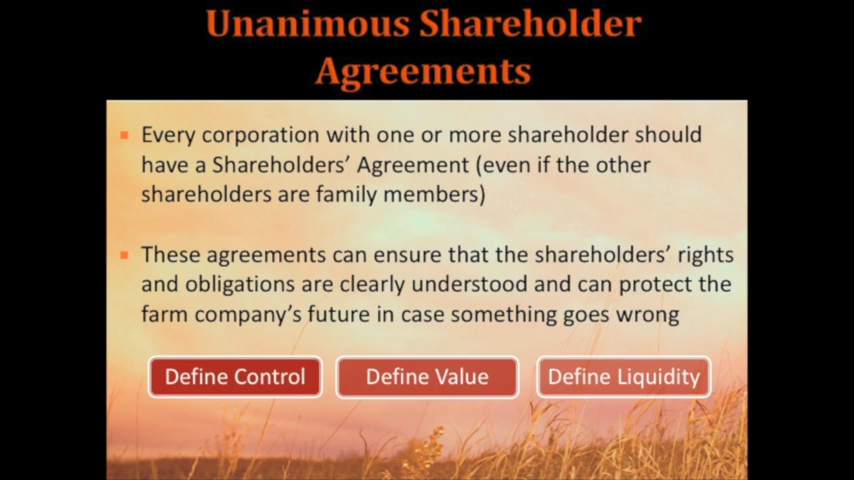 Unanimous Shareholder
Agreements
Every corporation with one or more shareholder should
have a Shareholders' Agreement (even if the other
shareholders are family members)
These agreements can ensure that the shareholders' rights
and obligations are clearly understood and can protect the
farm company's future in case something goes wrong
Define Control
Define Value
Define Liquidity